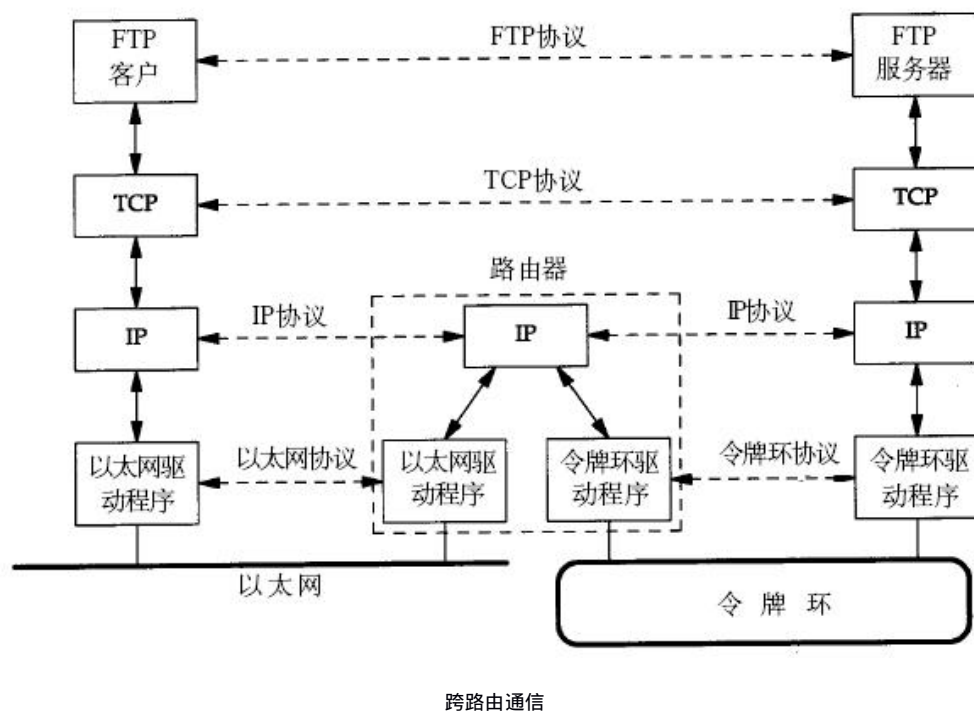 FTP
客户
FTP协议
FTP
服务器
TCP
TCP协议
TCP
路由器
IP
IP协议
IP
IP协议
IP
以太网驱
动程序
以太网协议
以太网驱
动程序
令牌环驱
动程序
令牌环协议
令牌环驱
动程序
以太网
令牌环
跨路由通信